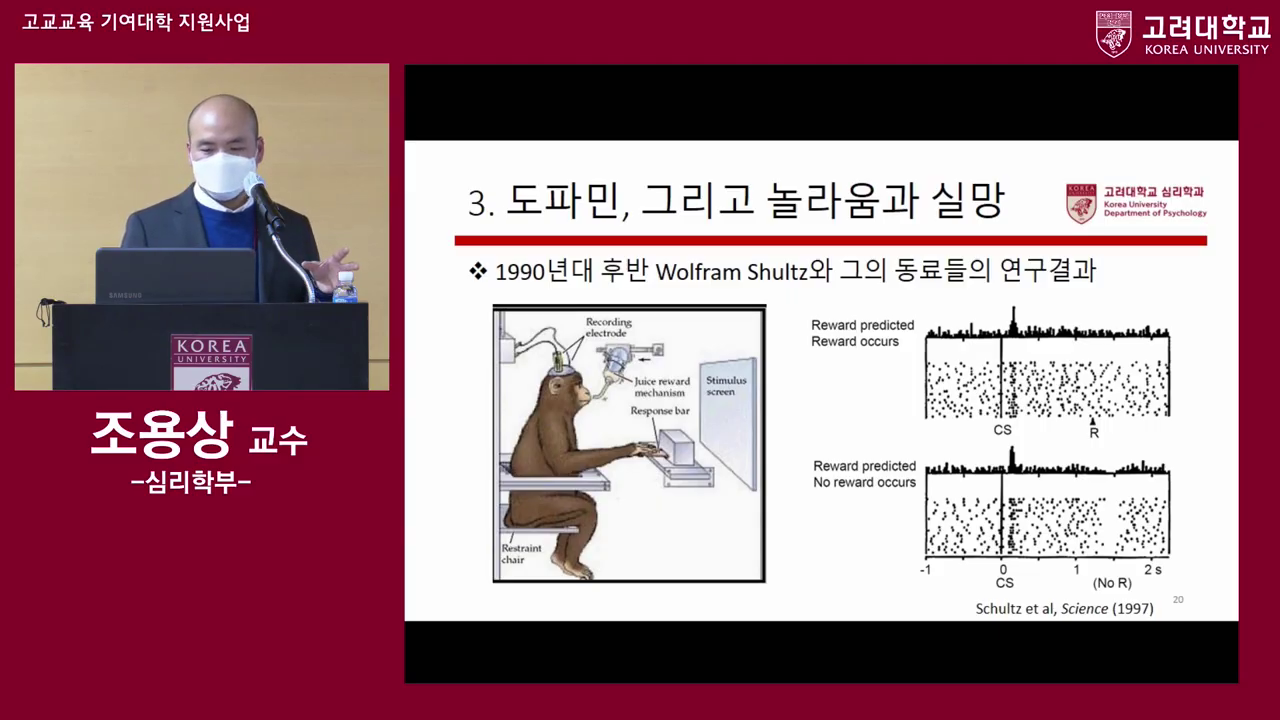 고교교육 기여대학 지원사업
고려대학교
KOREA UNIVERSITY
SAMSUNG
KOREA
UNIVERSITY
조용상 교수
-심리학부-
3. 도파민, 그리고 놀라움과 실망
KOREA
고려대학교 심리학과
Korea University
Department of Psychology
❖ 1990년대 후반 Wolfram Shultz와 그의 동료들의 연구결과
Recording
electrode
Juice reward
mechanism
Response bar
Stimulus
screen
Restraint
chair
Reward predicted
Reward occurs
CS
R
Reward predicted
No reward occurs
-1 0 1 2 s
CS (No R)
Schultz et al, Science (1997)
20